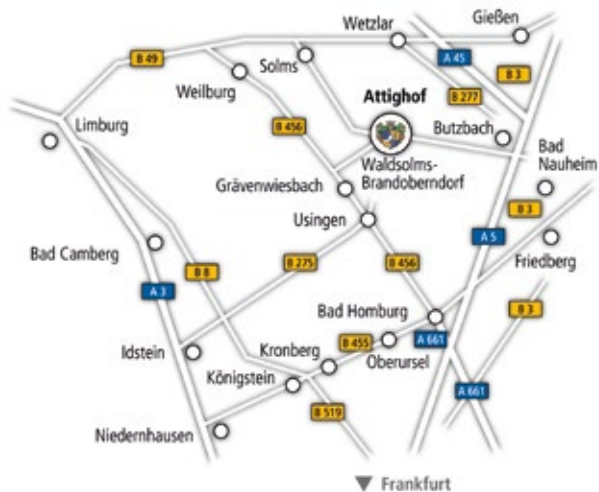 Gießen
Wetzlar
B 49
A 45
Solms
B 3
Weilburg
Attighof
B 277
Limburg
B 456
Butzbach
Bad
Nauheim
Waldsolms-
Brandoberndorf
Grävenwiesbach
B 3
Usingen
A 5
Bad Camberg
B 275
B 456
Friedberg
B 8
A 3
Bad Homburg
B 3
B 455
A 661
Idstein
Kronberg
Oberursel
Königstein
A 661
B 519
Niedernhausen
▼ Frankfurt